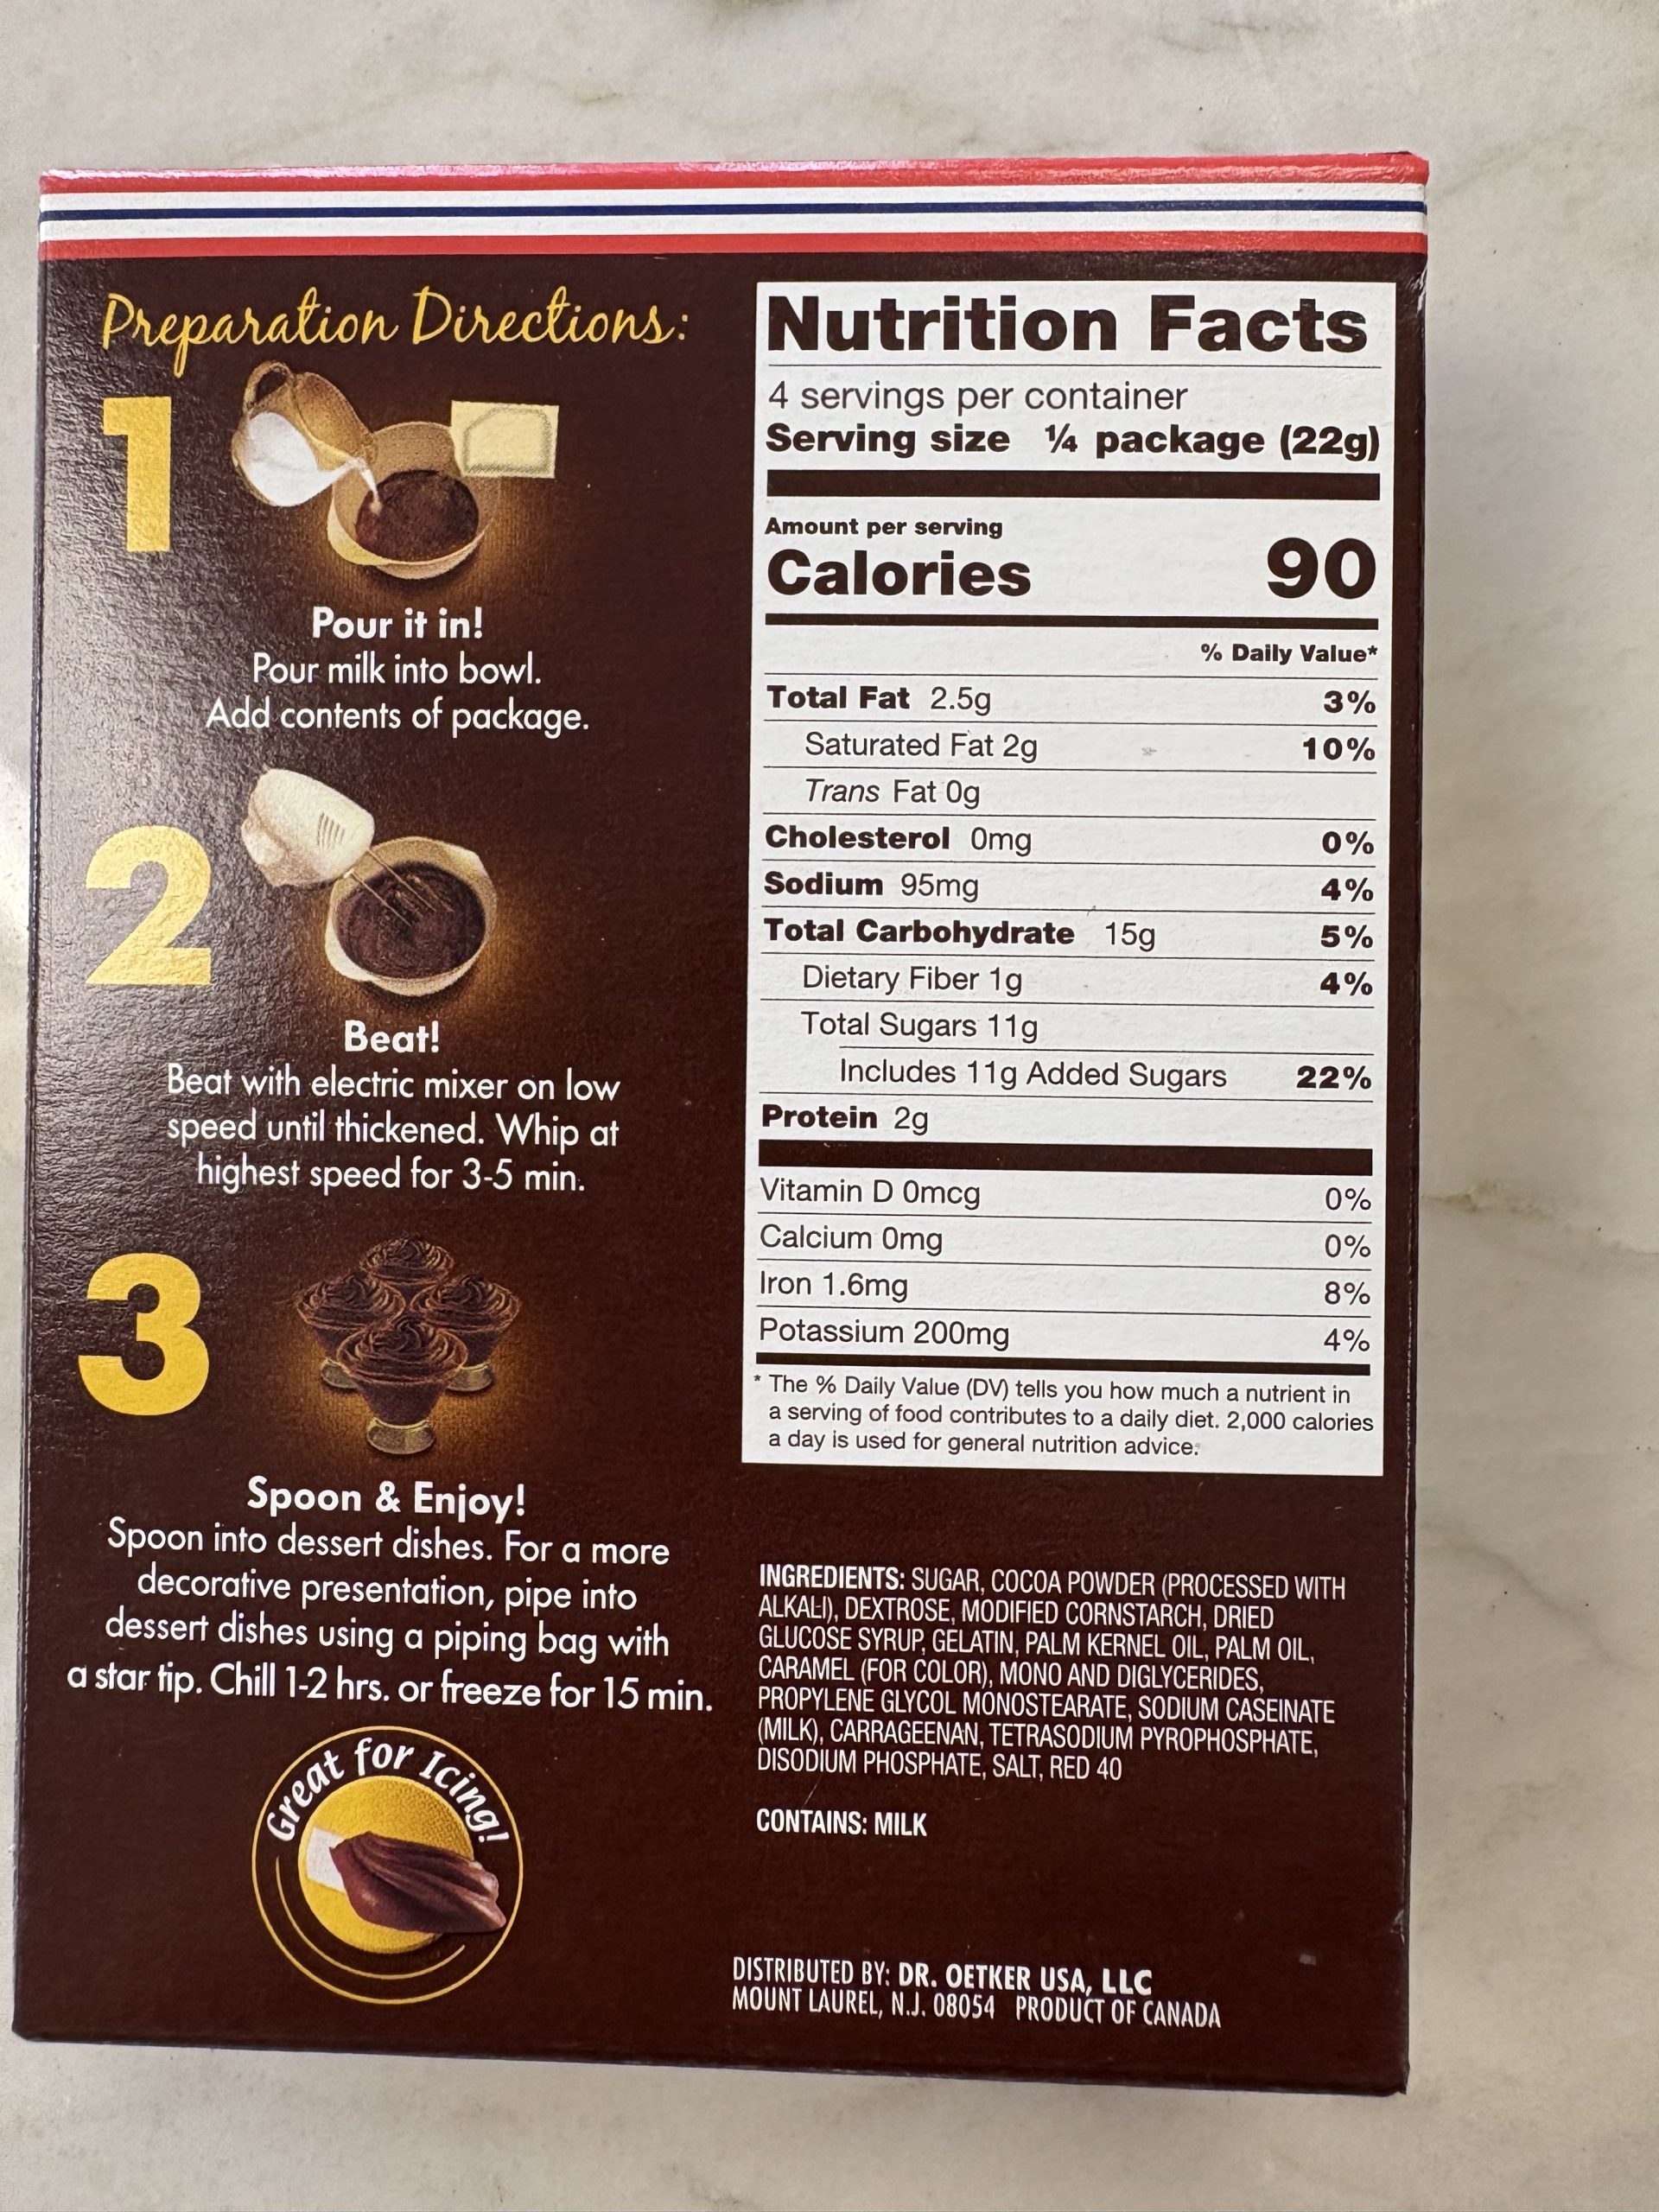 Preparation Directions:
1
Pour it in!
Pour milk into bowl.
Add contents of package.
2
Beat!
Beat with electric mixer on low
speed until thickened. Whip at
highest speed for 3-5 min.
3
Spoon & Enjoy!
Spoon into dessert dishes. For a more
decorative presentation, pipe into
dessert dishes using a piping bag with
a star tip. Chill 1-2 hrs. or freeze for 15 min.
Great for Icing!
Nutrition Facts
4 servings per container
Serving size ¼ package (22g)
Amount per serving
Calories 90
% Daily Value*
Total Fat 2.5g 3%
Saturated Fat 2g 10%
Trans Fat 0g
Cholesterol 0mg 0%
Sodium 95mg 4%
Total Carbohydrate 15g 5%
Dietary Fiber 1g 4%
Total Sugars 11g
Includes 11g Added Sugars 22%
Protein 2g
Vitamin D 0mcg 0%
Calcium 0mg 0%
Iron 1.6mg 8%
Potassium 200mg 4%
* The % Daily Value (DV) tells you how much a nutrient in
a serving of food contributes to a daily diet. 2,000 calories
a day is used for general nutrition advice.
INGREDIENTS: SUGAR, COCOA POWDER (PROCESSED WITH
ALKALI), DEXTROSE, MODIFIED CORNSTARCH, DRIED
GLUCOSE SYRUP, GELATIN, PALM KERNEL OIL, PALM OIL,
CARAMEL (FOR COLOR), MONO AND DIGLYCERIDES,
PROPYLENE GLYCOL MONOSTEARATE, SODIUM CASEINATE
(MILK), CARRAGEENAN, TETRASODIUM PYROPHOSPHATE,
DISODIUM PHOSPHATE, SALT, RED 40
CONTAINS: MILK
DISTRIBUTED BY: DR. OETKER USA, LLC
MOUNT LAUREL, N.J. 08054 PRODUCT OF CANADA